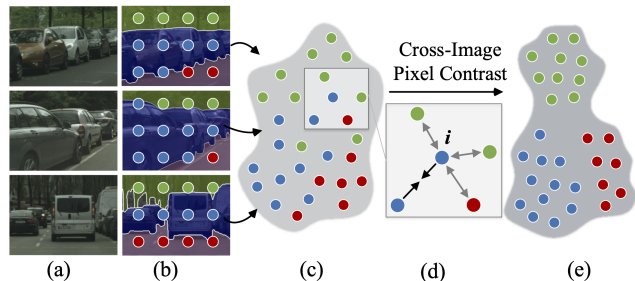 Cross-Image
Pixel Contrast
i
(a)
(b)
(c)
(d)
(e)